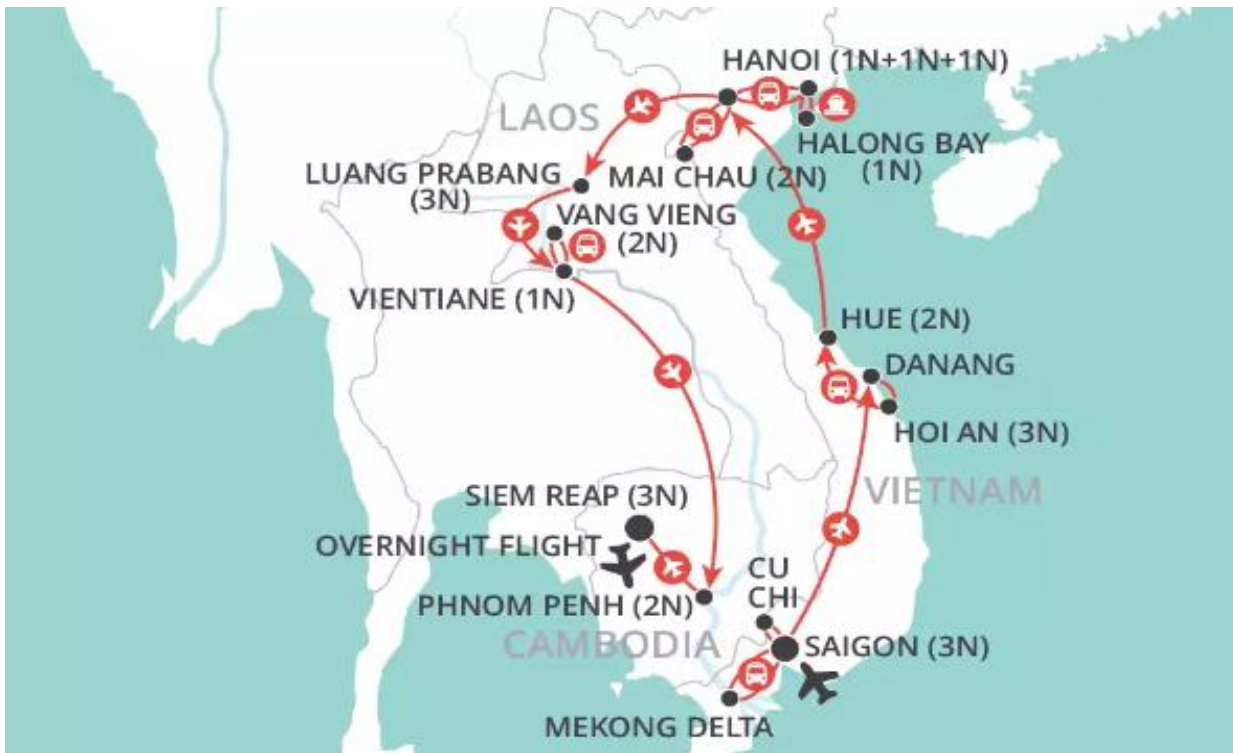 HANOI (1N+1N+1N)
LAOS
HALONG BAY
(1N)
LUANG PRABANG
(3N)
MAI CHAU (2N)
VANG VIENG
(2N)
VIENTIANE (1N)
HUE (2N)
DANANG
HOI AN (3N)
VIETNAM
SIEM REAP (3N)
OVERNIGHT FLIGHT
CU
CHI
PHNOM PENH (2N)
CAMBODIA
SAIGON (3N)
MEKONG DELTA